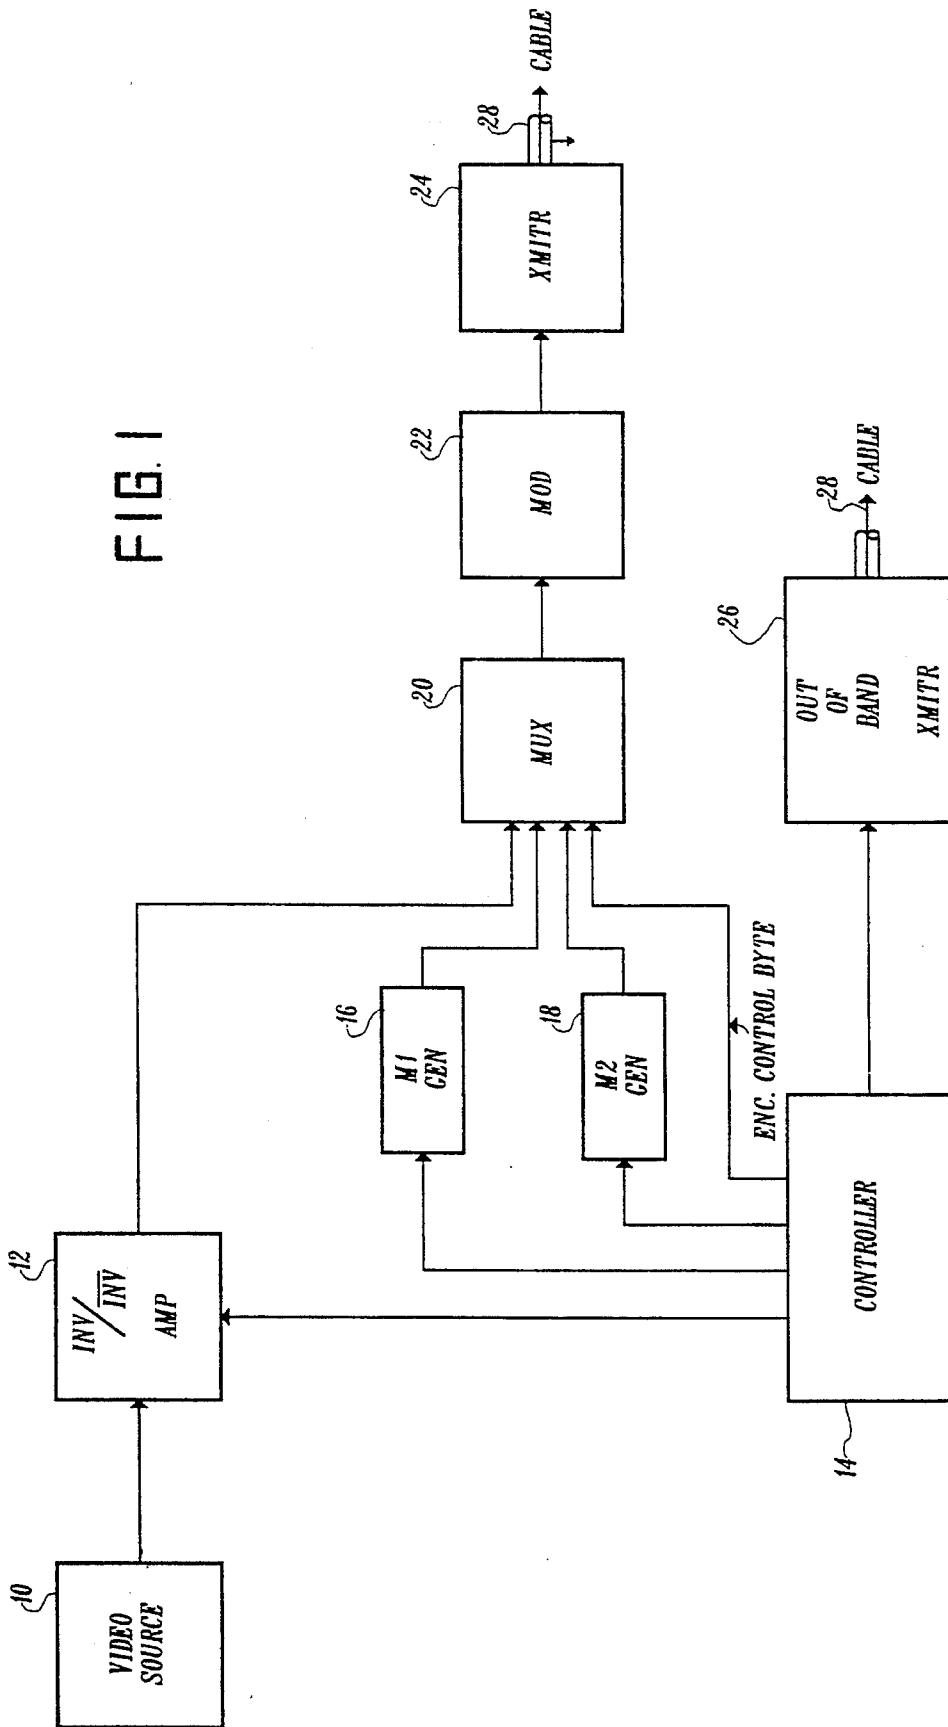 FIG. 1
10
VIDEO
SOURCE
12
INV/INV
AMP
16
M1
GEN
18
M2
GEN
20
MUX
22
MOD
24
XMITR
28
CABLE
ENC. CONTROL BYTE
14
CONTROLLER
26
OUT
OF
BAND
XMITR
28
CABLE